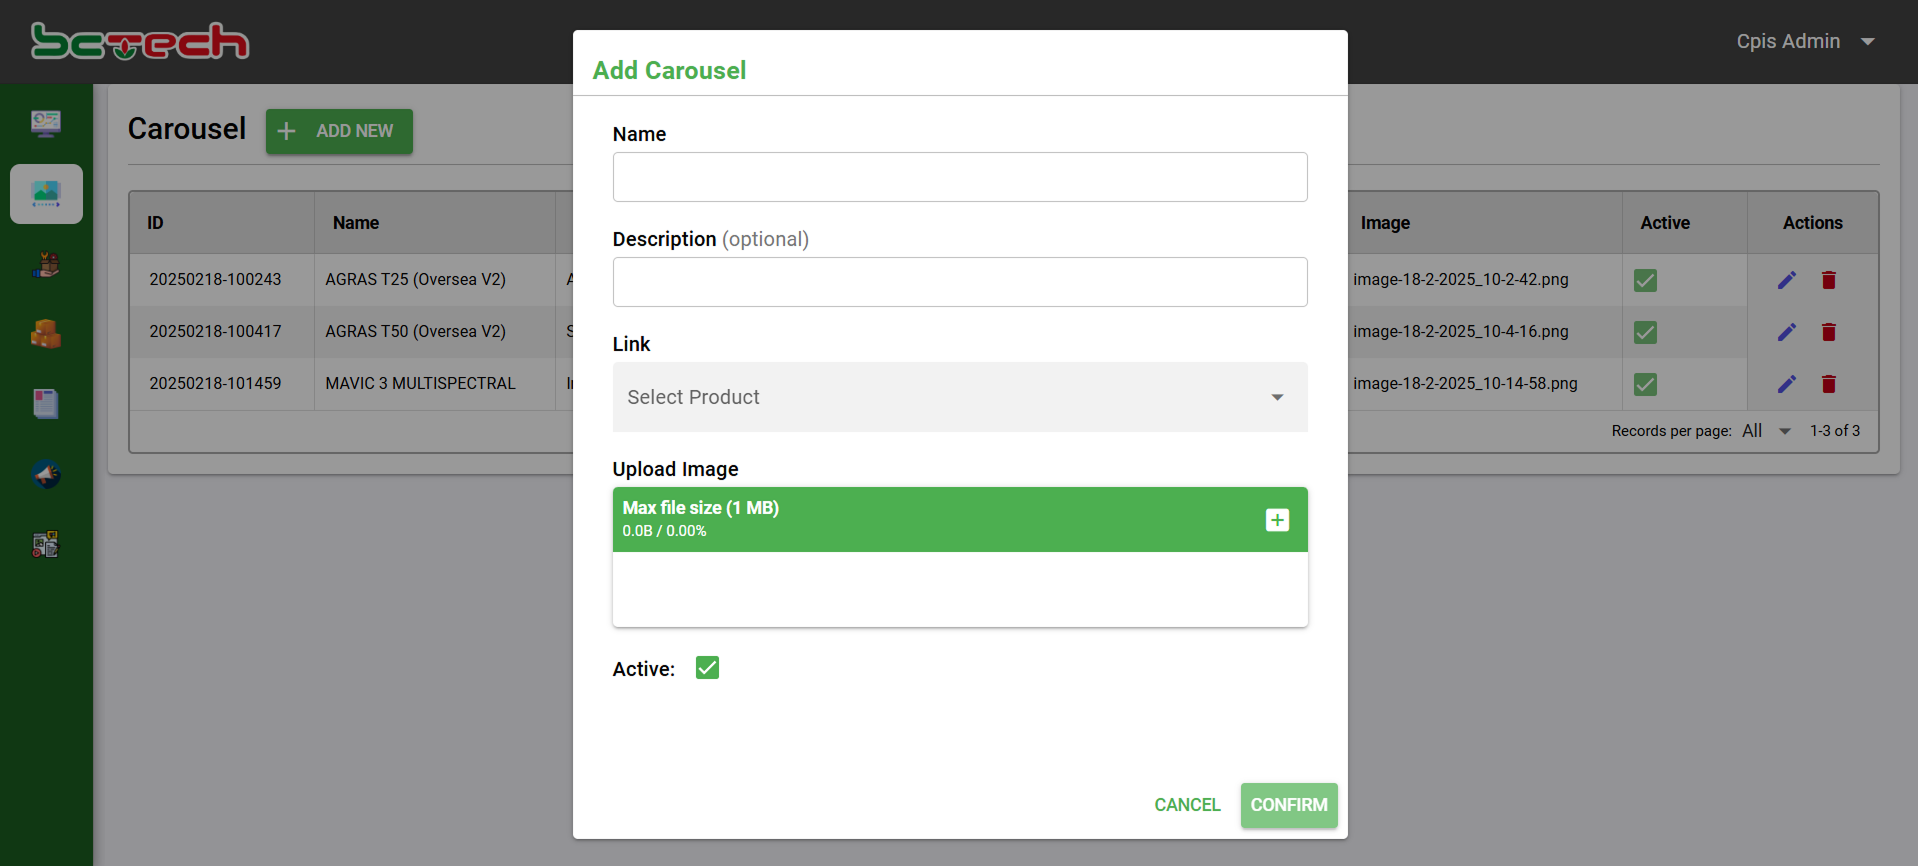 bctech
Cpis Admin
Carousel
ADD NEW
ID Name Image Active Actions
20250218-100243 AGRAS T25 (Oversea V2) A image-18-2-2025_10-2-42.png
20250218-100417 AGRAS T50 (Oversea V2) S image-18-2-2025_10-4-16.png
20250218-101459 MAVIC 3 MULTISPECTRAL I image-18-2-2025_10-14-58.png
Records per page: All 1-3 of 3
Add Carousel
Name
Description (optional)
Link
Select Product
Upload Image
Max file size (1 MB)
0.0B / 0.00%
Active:
CANCEL CONFIRM